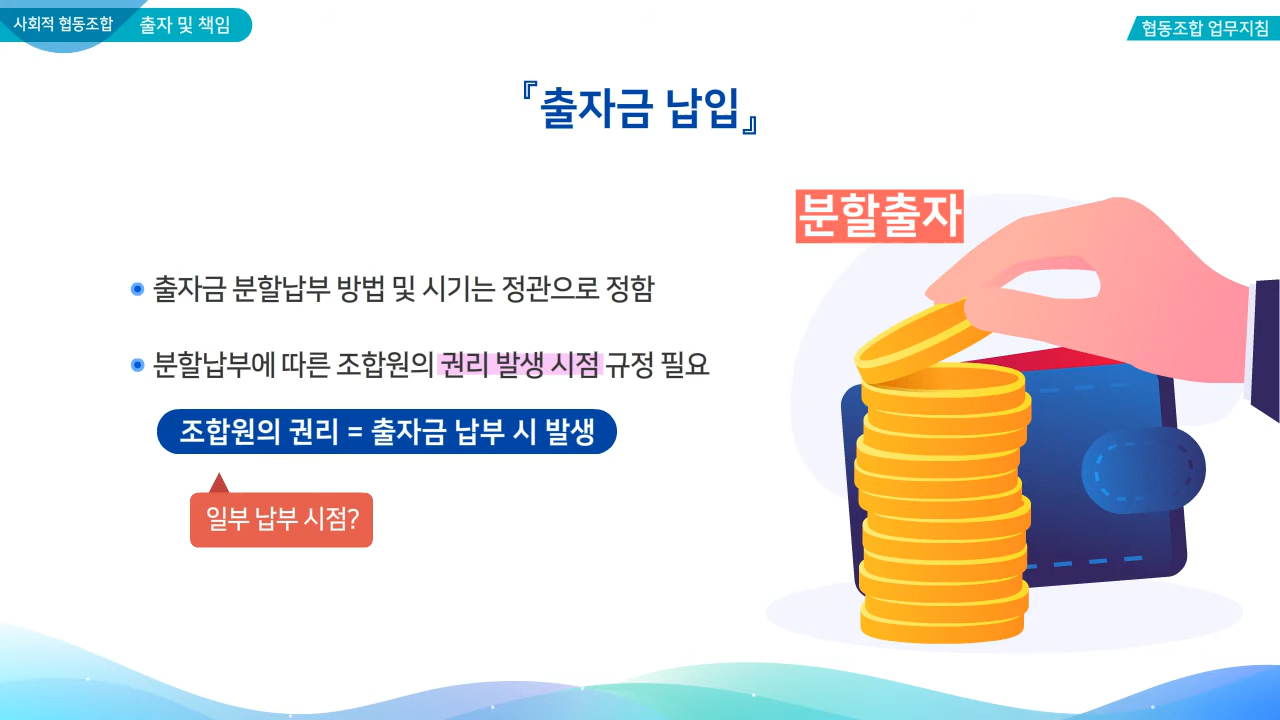 사회적 협동조합
출자 및 책임
협동조합 업무지침
『출자금 납입』
분할출자
출자금 분할납부 방법 및 시기는 정관으로 정함
분할납부에 따른 조합원의 권리 발생 시점 규정 필요
조합원의 권리 = 출자금 납부 시 발생
일부 납부 시점?